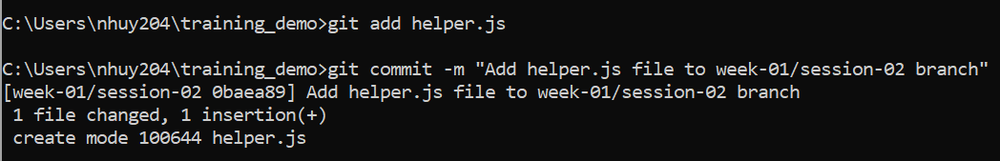 C:\Users\nhuy204\training_demo>git add helper.js
C:\Users\nhuy204\training_demo>git commit -m "Add helper.js file to week-01/session-02 branch"
[week-01/session-02 0baea89] Add helper.js file to week-01/session-02 branch
 1 file changed, 1 insertion(+)
 create mode 100644 helper.js